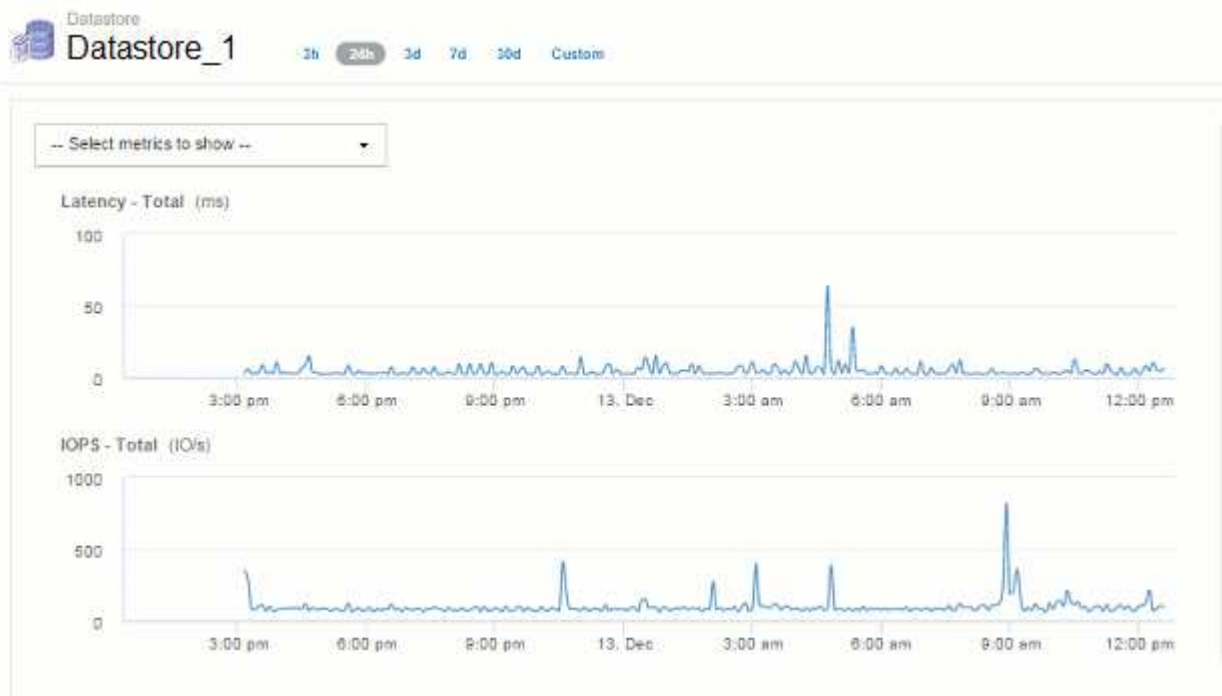 Datastore
Datastore_1
3h 24h 3d 7d 30d Custom
-- Select metrics to show --
Latency - Total (ms)
100
50
0
3:00 pm 6:00 pm 9:00 pm 13. Dec 3:00 am 6:00 am 9:00 am 12:00 pm
IOPS - Total (IO/s)
1000
500
0
3:00 pm 6:00 pm 9:00 pm 13. Dec 3:00 am 6:00 am 9:00 am 12:00 pm